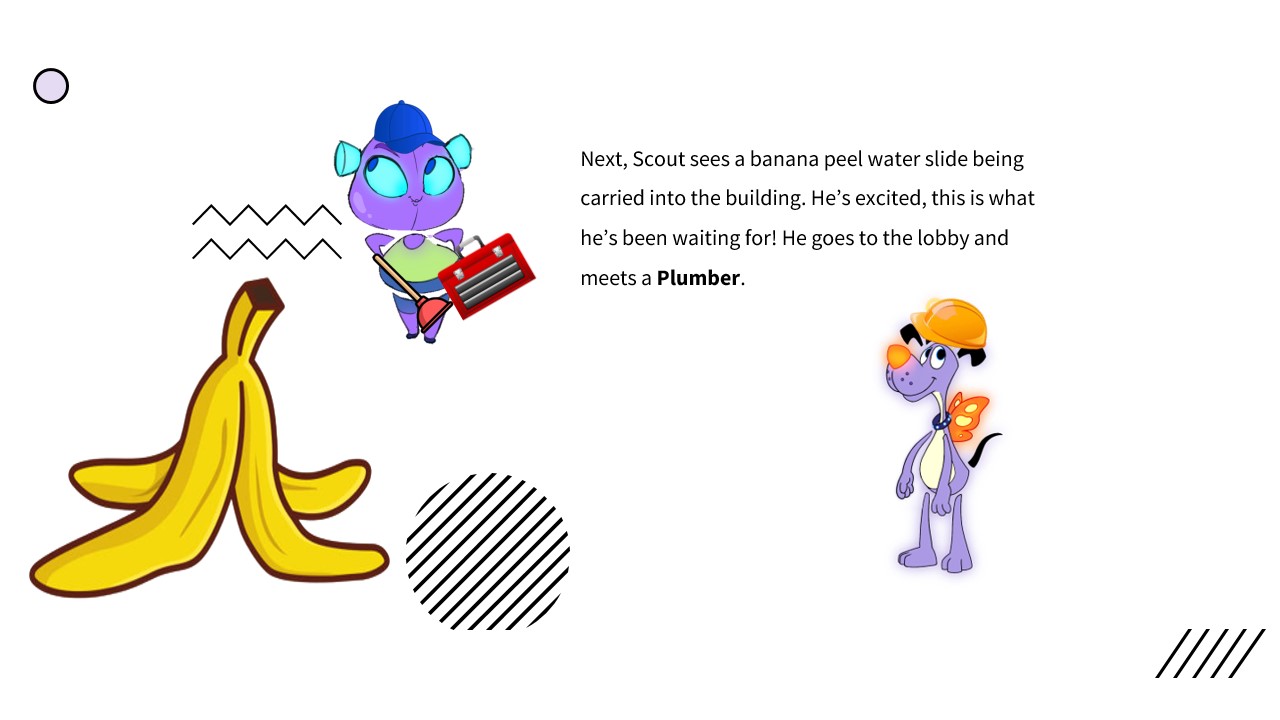 Next, Scout sees a banana peel water slide being
carried into the building. He’s excited, this is what
he’s been waiting for! He goes to the lobby and
meets a Plumber.